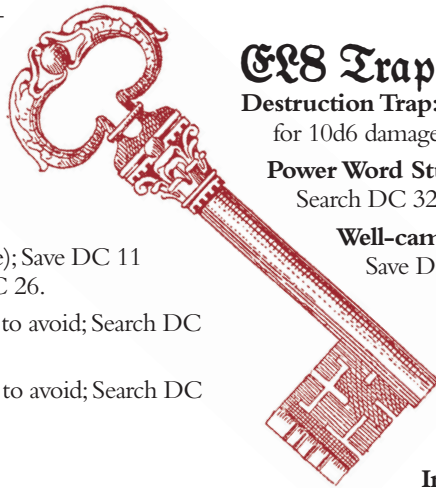 e); Save DC 11
C 26.
to avoid; Search DC
to avoid; Search DC
EL8 Trap
Destruction Trap:
for 10d6 damage
Power Word Stu
Search DC 32
Well-cam
Save D
In